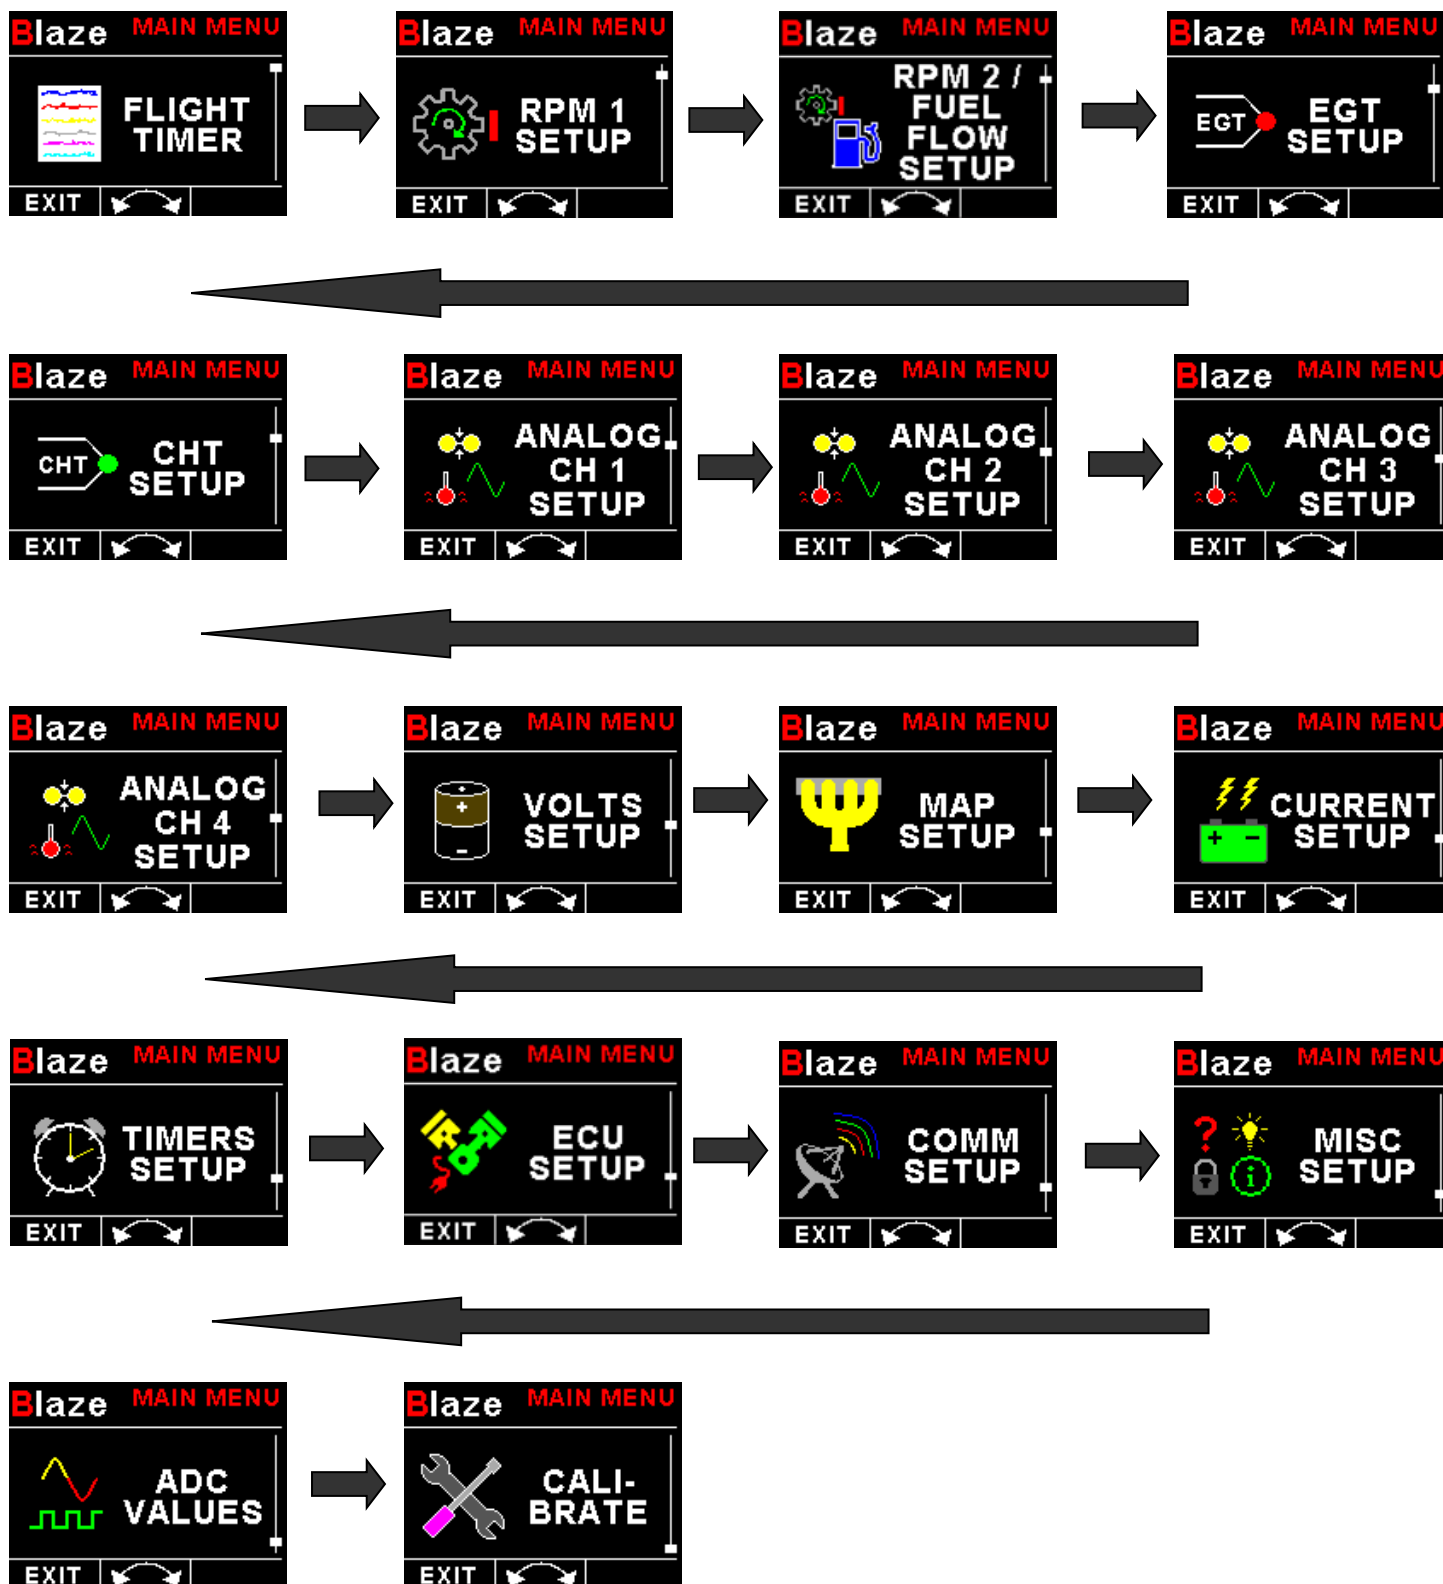 Blaze MAIN MENU
FLIGHT
TIMER
EXIT
Blaze MAIN MENU
RPM 1
SETUP
EXIT
Blaze MAIN MENU
RPM 2 /
FUEL
FLOW
SETUP
EXIT
Blaze MAIN MENU
EGT
EGT
SETUP
EXIT
Blaze MAIN MENU
CHT
CHT
SETUP
EXIT
Blaze MAIN MENU
ANALOG
CH 1
SETUP
EXIT
Blaze MAIN MENU
ANALOG
CH 2
SETUP
EXIT
Blaze MAIN MENU
ANALOG
CH 3
SETUP
EXIT
Blaze MAIN MENU
ANALOG
CH 4
SETUP
EXIT
Blaze MAIN MENU
VOLTS
SETUP
EXIT
Blaze MAIN MENU
MAP
SETUP
EXIT
Blaze MAIN MENU
CURRENT
SETUP
EXIT
Blaze MAIN MENU
TIMERS
SETUP
EXIT
Blaze MAIN MENU
ECU
SETUP
EXIT
Blaze MAIN MENU
COMM
SETUP
EXIT
Blaze MAIN MENU
MISC
SETUP
EXIT
Blaze MAIN MENU
ADC
VALUES
EXIT
Blaze MAIN MENU
CALI-
BRATE
EXIT